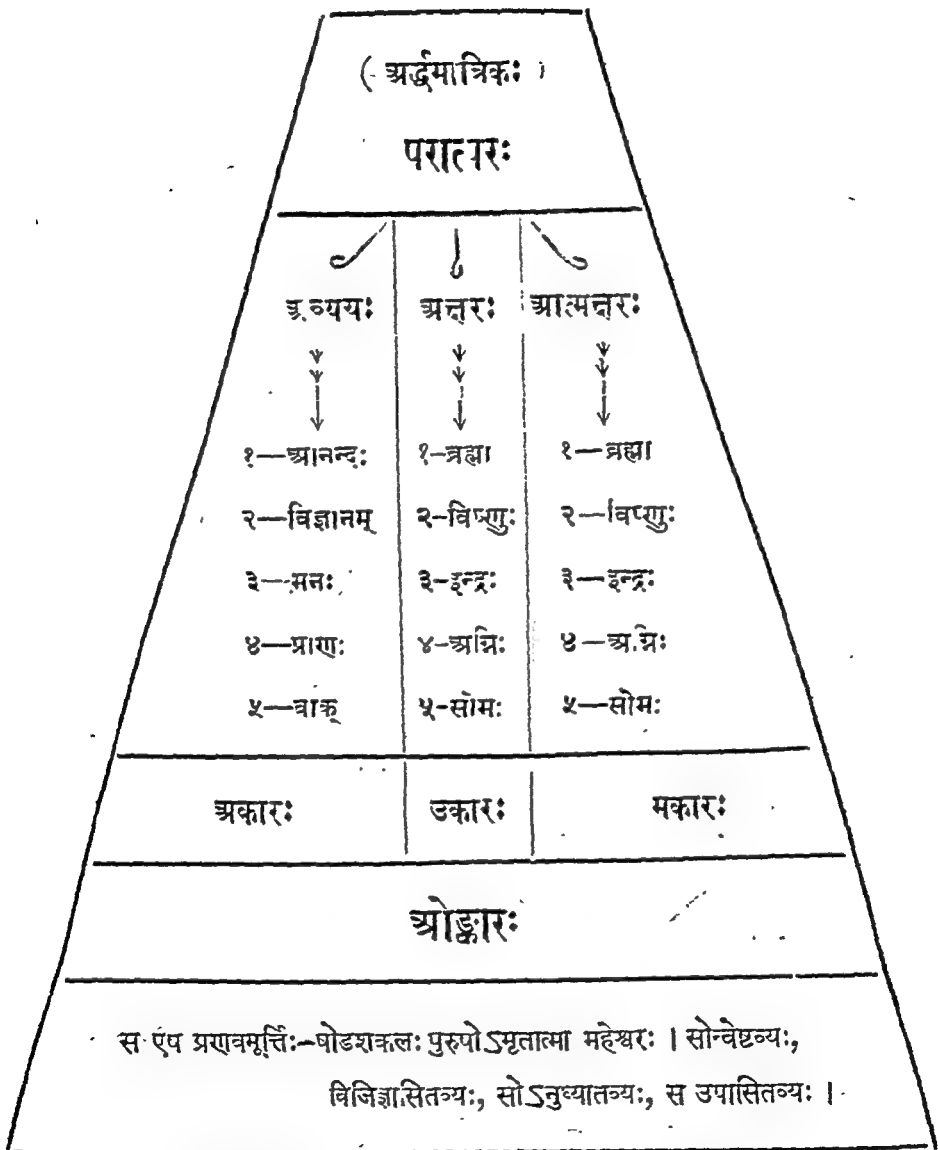 ( अर्द्धमात्रिकः )
परात्परः
अव्ययः अक्षरः आत्मक्षरः
१—आनन्दः १-ब्रह्मा १—ब्रह्मा
२—विज्ञानम् २-विष्णुः २—विष्णुः
३—मनः ३-इन्द्रः ३—इन्द्रः
४—प्राणः ४-अग्निः ४—अग्निः
५—वाक् ५-सोमः ५—सोमः
अकारः उकारः मकारः
ओङ्कारः
स एष प्रणवमूर्त्तिः-षोडशकलः पुरुषोऽमृतात्मा महेश्वरः । सोन्वेष्टव्यः,
विजिज्ञासितव्यः, सोऽनुध्यातव्यः, स उपासितव्यः ।